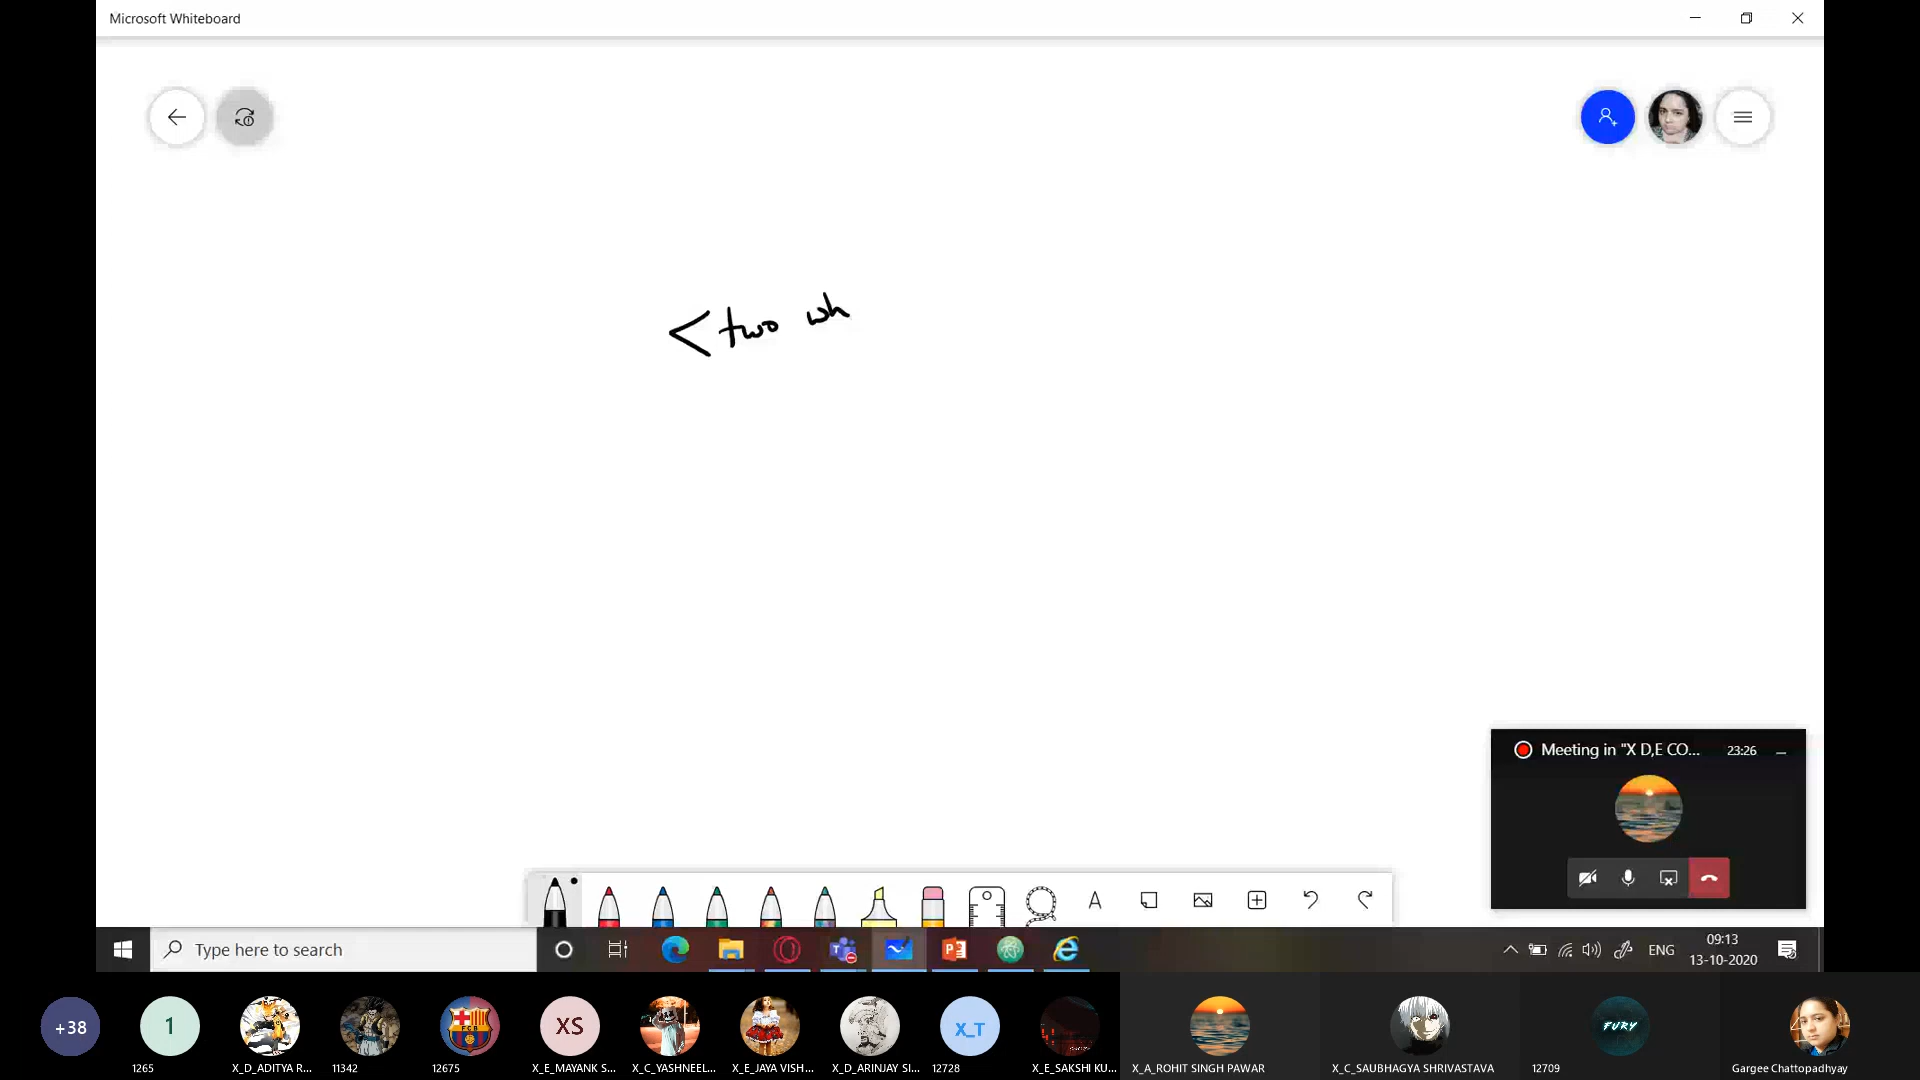 Microsoft Whiteboard
<two wh
Meeting in "X D,E CO... 23:26
A
Type here to search
ENG
09:13
13-10-2020
+38
1
FCB
XS
X_T
FURY
1265
X_D_ADITYA R...
11342
12675
X_E_MAYANK S...
X_C_YASHNEEL...
X_E_JAYA VISH...
X_D_ARINJAY SI...
12728
X_E_SAKSHI KU...
X_A_ROHIT SINGH PAWAR
X_C_SAUBHAGYA SHRIVASTAVA
12709
Gargee Chattopadhyay